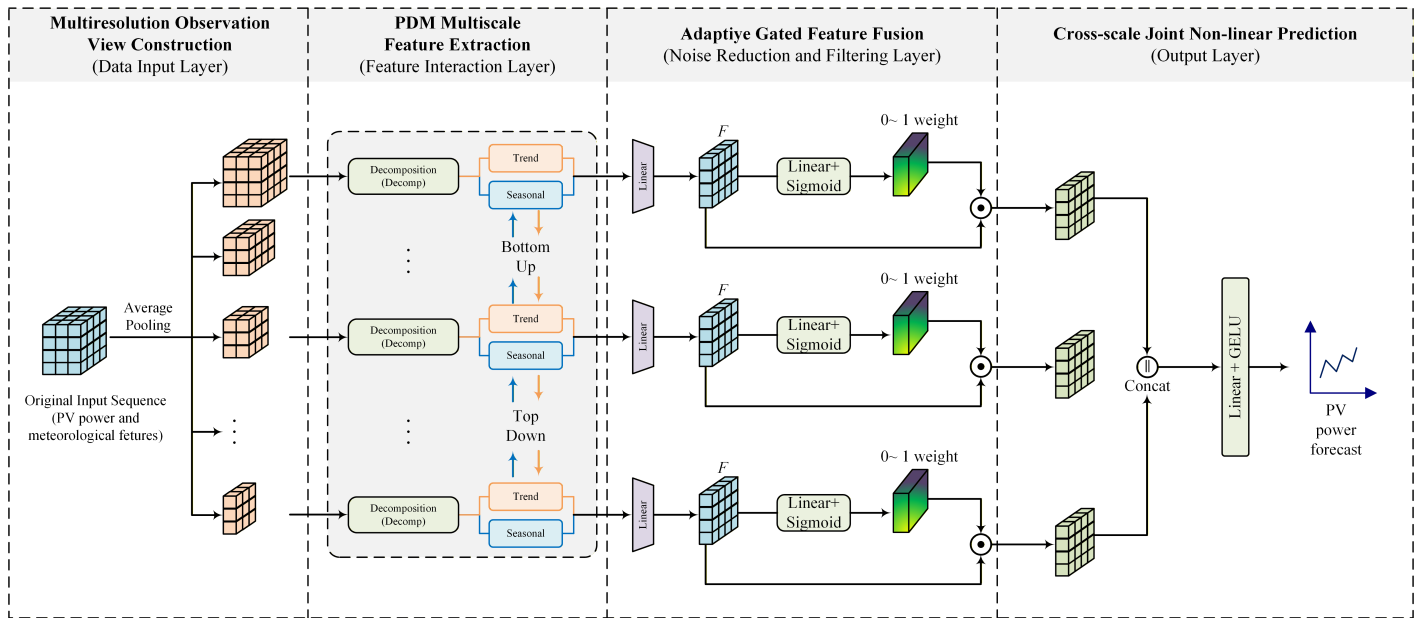 Multiresolution Observation
View Construction
(Data Input Layer)
PDM Multiscale
Feature Extraction
(Feature Interaction Layer)
Adaptive Gated Feature Fusion
(Noise Reduction and Filtering Layer)
Cross-scale Joint Non-linear Prediction
(Output Layer)
Average
Pooling
Original Input Sequence
(PV power and
meteorological fetures)
Decomposition
(Decomp)
Trend
Seasonal
Bottom
Up
Decomposition
(Decomp)
Trend
Seasonal
Top
Down
Decomposition
(Decomp)
Trend
Seasonal
Linear
F
Linear+
Sigmoid
0~ 1 weight
Linear
F
Linear+
Sigmoid
0~ 1 weight
Linear
F
Linear+
Sigmoid
0~ 1 weight
Concat
Linear + GELU
PV
power
forecast